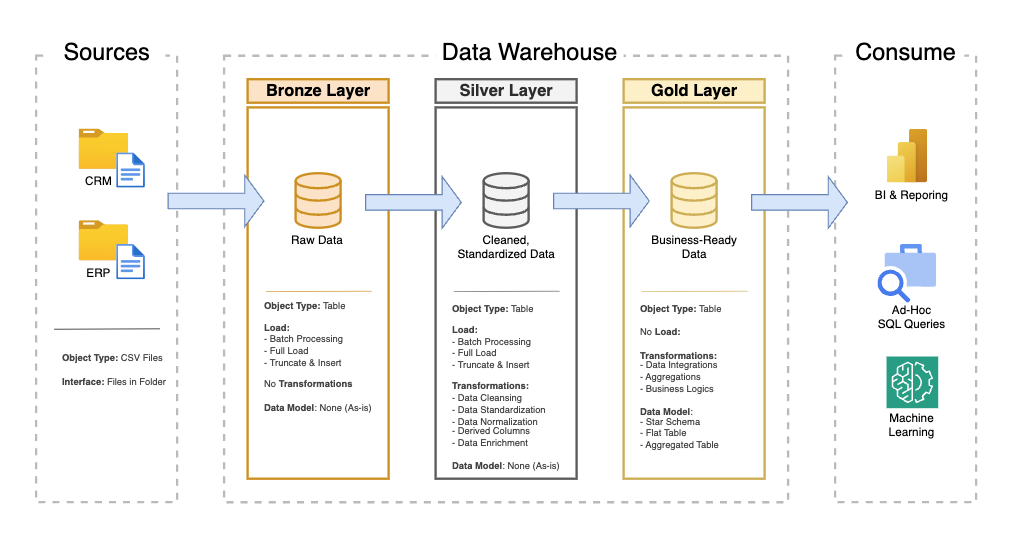 Sources
CRM
ERP
Object Type: CSV Files
Interface: Files in Folder
Data Warehouse
Bronze Layer
Raw Data
Object Type: Table
Load:
- Batch Processing
- Full Load
- Truncate & Insert
No Transformations
Data Model: None (As-is)
Silver Layer
Cleaned,
Standardized Data
Object Type: Table
Load:
- Batch Processing
- Full Load
- Truncate & Insert
Transformations:
- Data Cleansing
- Data Standardization
- Data Normalization
- Derived Columns
- Data Enrichment
Data Model: None (As-is)
Gold Layer
Business-Ready
Data
Object Type: Table
No Load:
Transformations:
- Data Integrations
- Aggregations
- Business Logics
Data Model:
- Star Schema
- Flat Table
- Aggregated Table
Consume
BI & Reporing
Ad-Hoc
SQL Queries
Machine
Learning